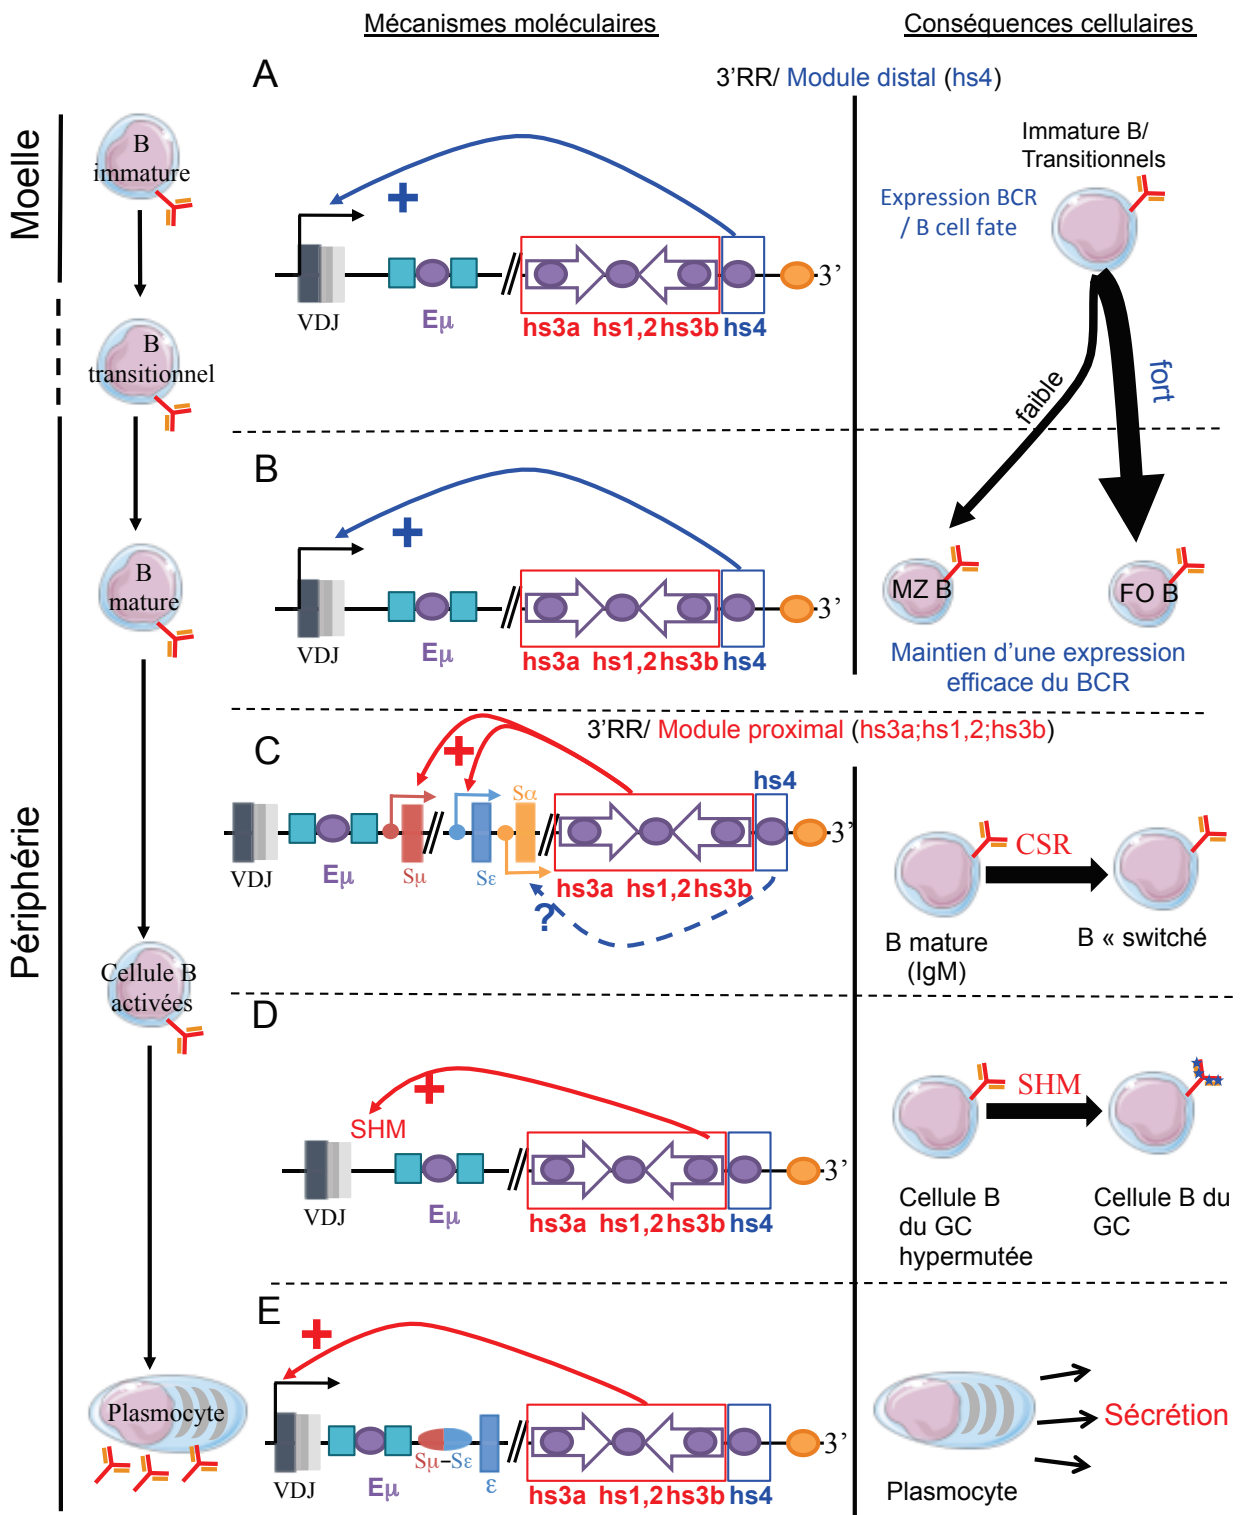 Mécanismes moléculaires
Conséquences cellulaires
Moelle
Périphérie
B
immature
B
transitionnel
B
mature
Cellule B
activées
Plasmocyte
A
3’RR/ Module distal (hs4)
+
VDJ
Eμ
hs3a
hs1,2
hs3b
hs4
3’
Immature B/
Transitionnels
Expression BCR
/ B cell fate
faible
fort
B
+
VDJ
Eμ
hs3a
hs1,2
hs3b
hs4
3’
MZ B
FO B
Maintien d’une expression
efficace du BCR
3’RR/ Module proximal (hs3a;hs1,2;hs3b)
C
+
hs4
Sα
VDJ
Eμ
Sμ
Sε
hs3a
hs1,2
hs3b
3’
?
CSR
B mature
(IgM)
B « switché
D
+
SHM
VDJ
Eμ
hs3a
hs1,2
hs3b
hs4
3’
SHM
Cellule B
du GC
hypermutée
Cellule B du
GC
E
+
VDJ
Eμ
Sμ–Sε
ε
hs3a
hs1,2
hs3b
hs4
3’
Sécrétion
Plasmocyte